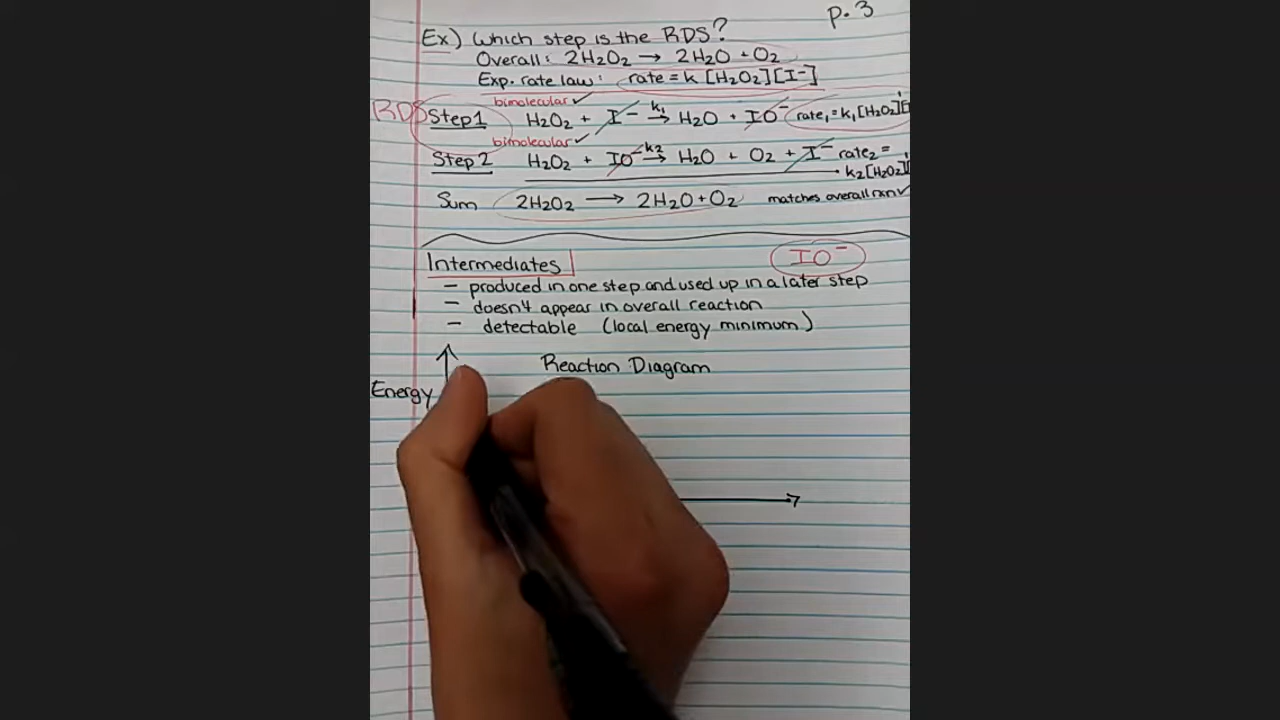 p. 3
Ex) Which step is the RDS?
Overall: 2H₂O₂ → 2H₂O + O₂
Exp. rate law: rate = k [H₂O₂][I-]
bimolecular ✓
RDS Step 1 H₂O₂ + I⁻ k₁→ H₂O + IO⁻ rate₁ = k₁[H₂O₂]¹[
bimolecular ✓
Step 2 H₂O₂ + IO⁻ k₂→ H₂O + O₂ + I⁻ rate₂ =
k₂[H₂O₂]¹[
Sum 2H₂O₂ → 2H₂O + O₂ matches overall rxn ✓
Intermediates IO⁻
- produced in one step and used up in a later step
- doesn't appear in overall reaction
- detectable (local energy minimum)
Reaction Diagram
Energy